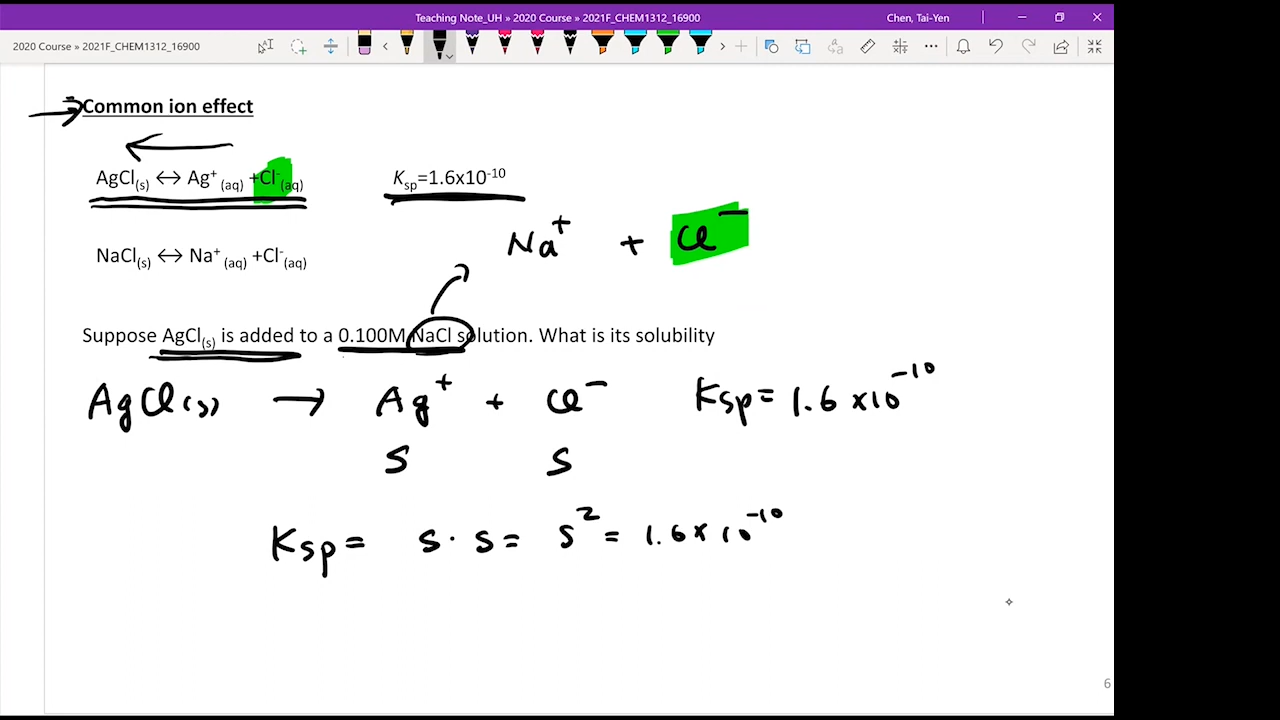 Teaching Note_UH » 2020 Course » 2021F_CHEM1312_16900
Chen, Tai-Yen
2020 Course » 2021F_CHEM1312_16900
Common ion effect
AgCl(s) ↔ Ag⁺ (aq) +Cl⁻(aq) Ksp=1.6x10⁻¹⁰
Na⁺ + Cl⁻
NaCl(s) ↔ Na⁺ (aq) +Cl⁻(aq)
Suppose AgCl(s) is added to a 0.100M NaCl solution. What is its solubility
AgCl(s) → Ag⁺ + Cl⁻ Ksp = 1.6 ×10⁻¹⁰
S S
Ksp = S · S = S² = 1.6 × 10⁻¹⁰
6